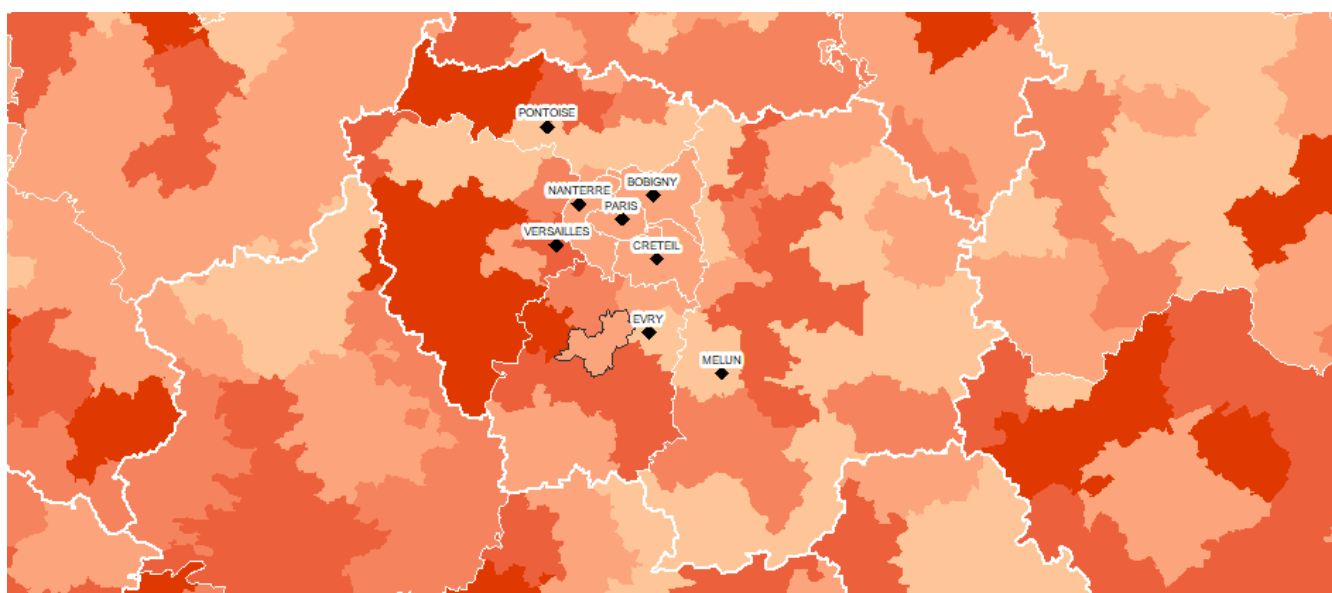 PONTOISE
NANTERRE
BOBIGNY
PARIS
VERSAILLES
CRETEIL
EVRY
MELUN